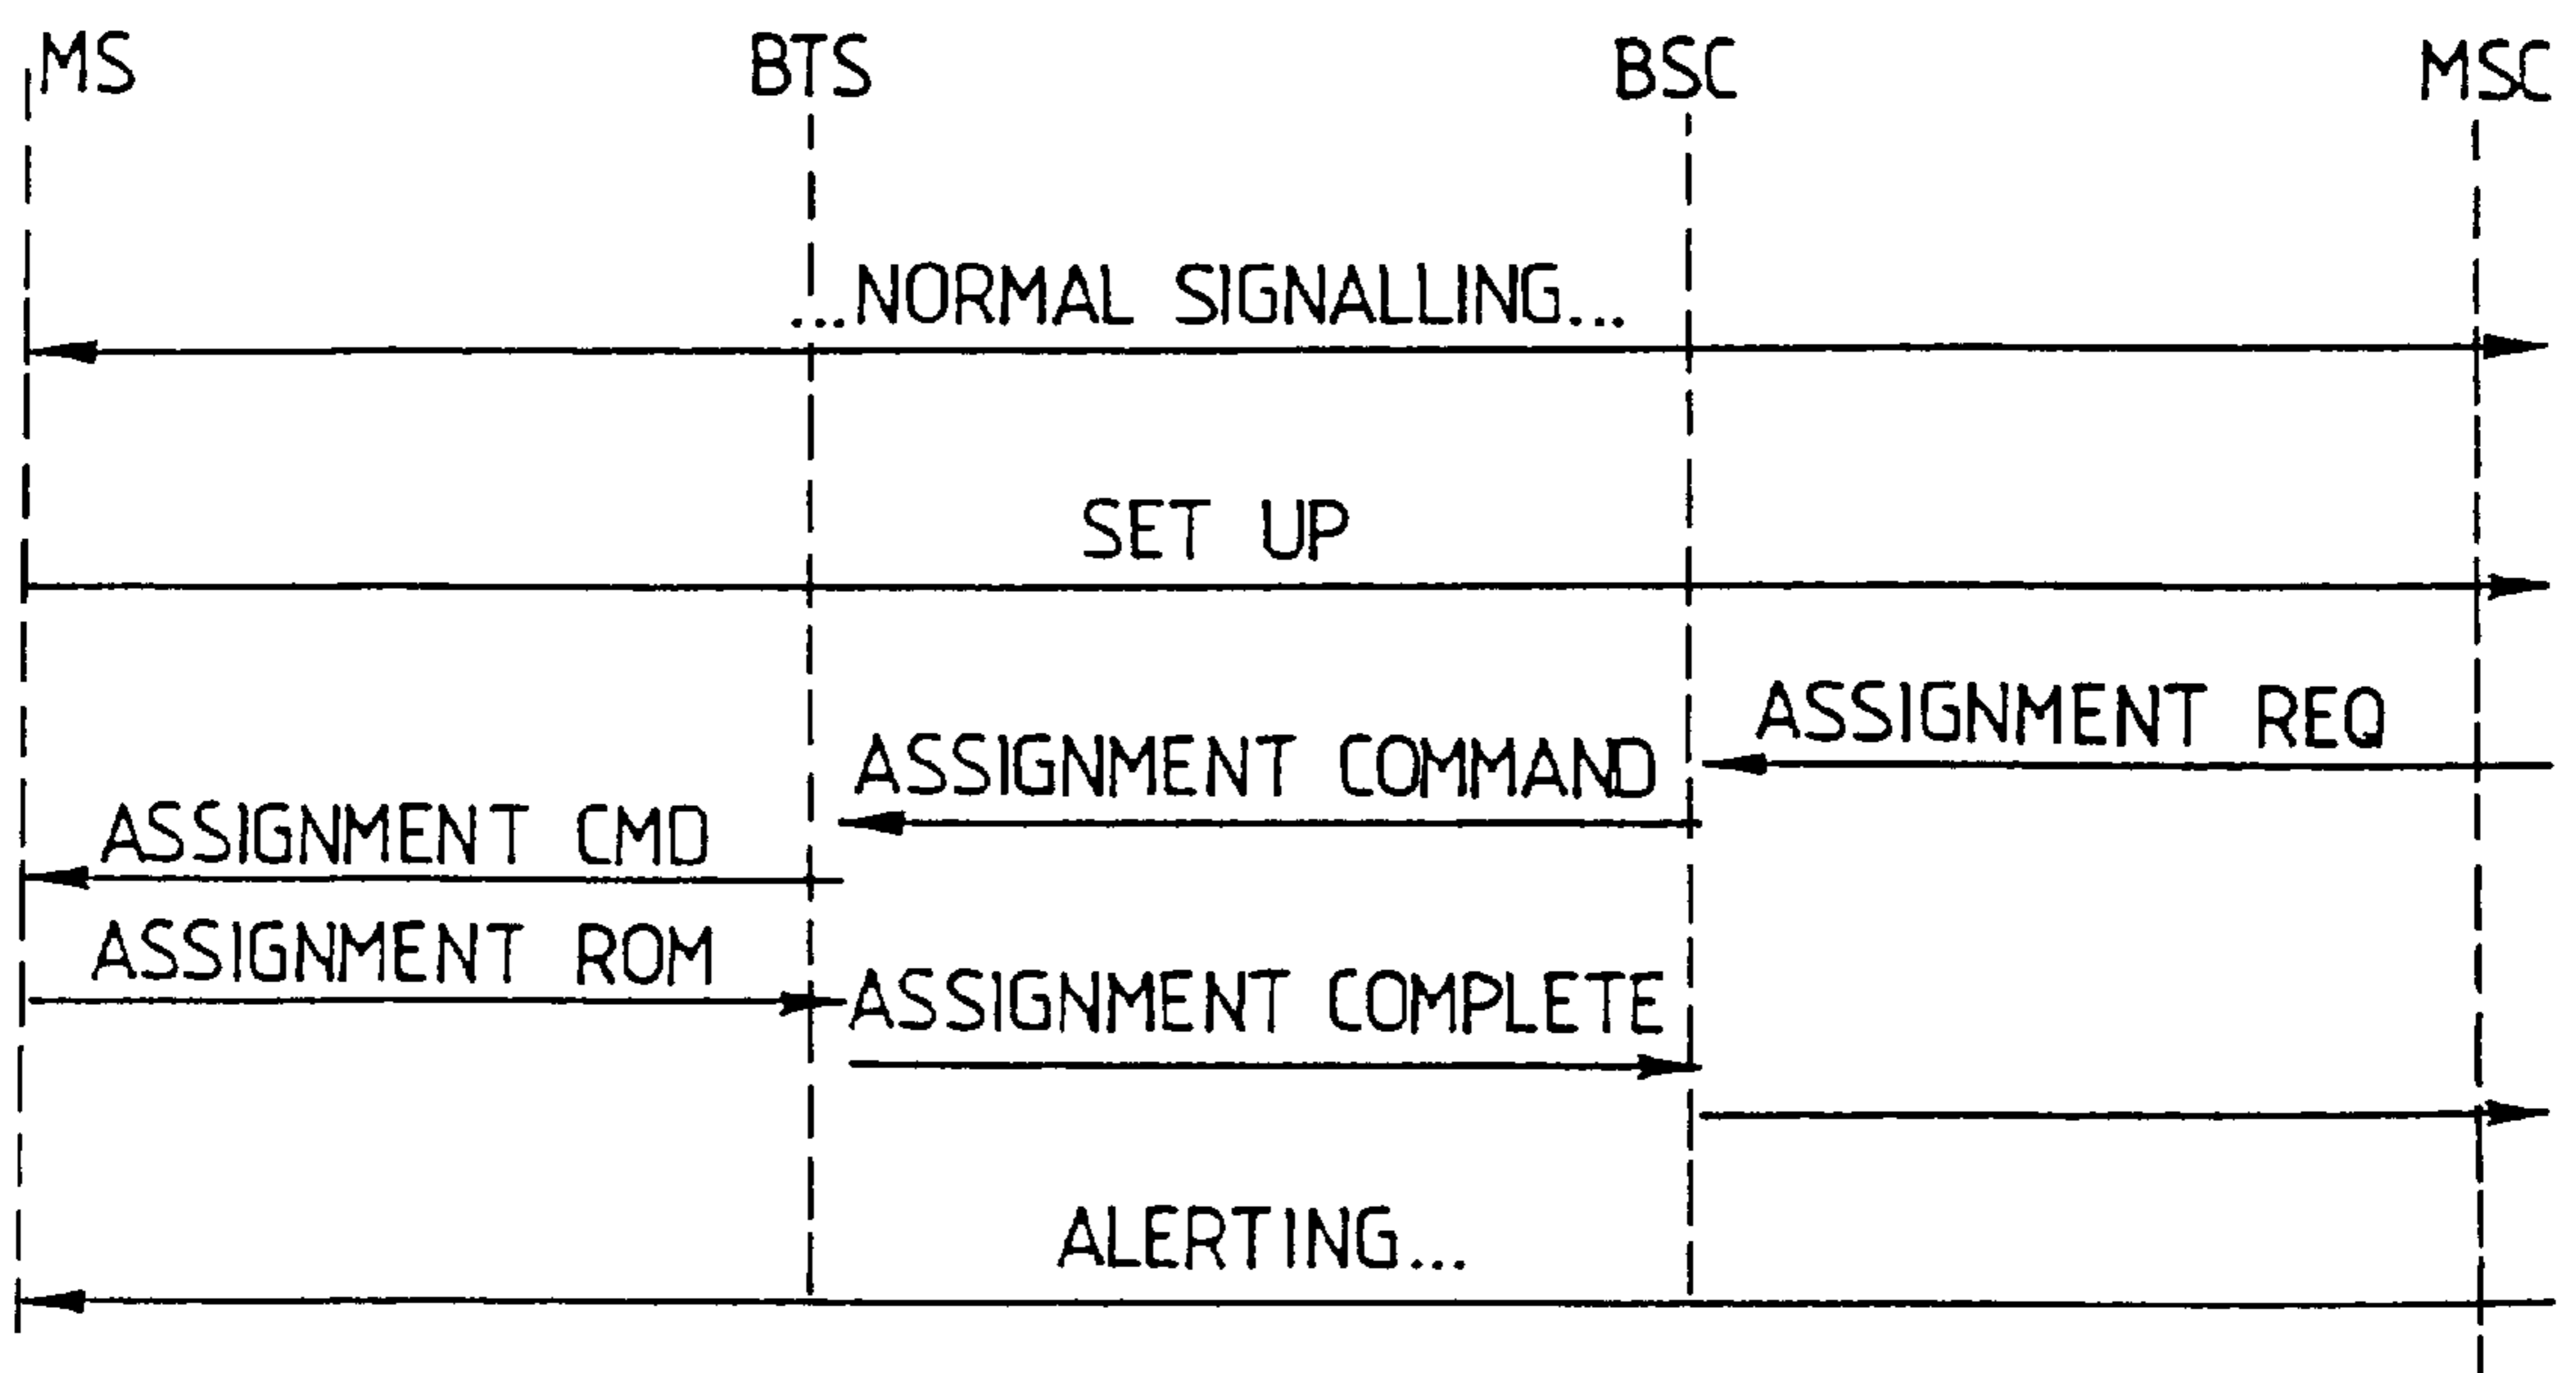 MS BTS BSC MSC
...NORMAL SIGNALLING...
SET UP
ASSIGNMENT REQ
ASSIGNMENT COMMAND
ASSIGNMENT CMD
ASSIGNMENT ROM
ASSIGNMENT COMPLETE
ALERTING...